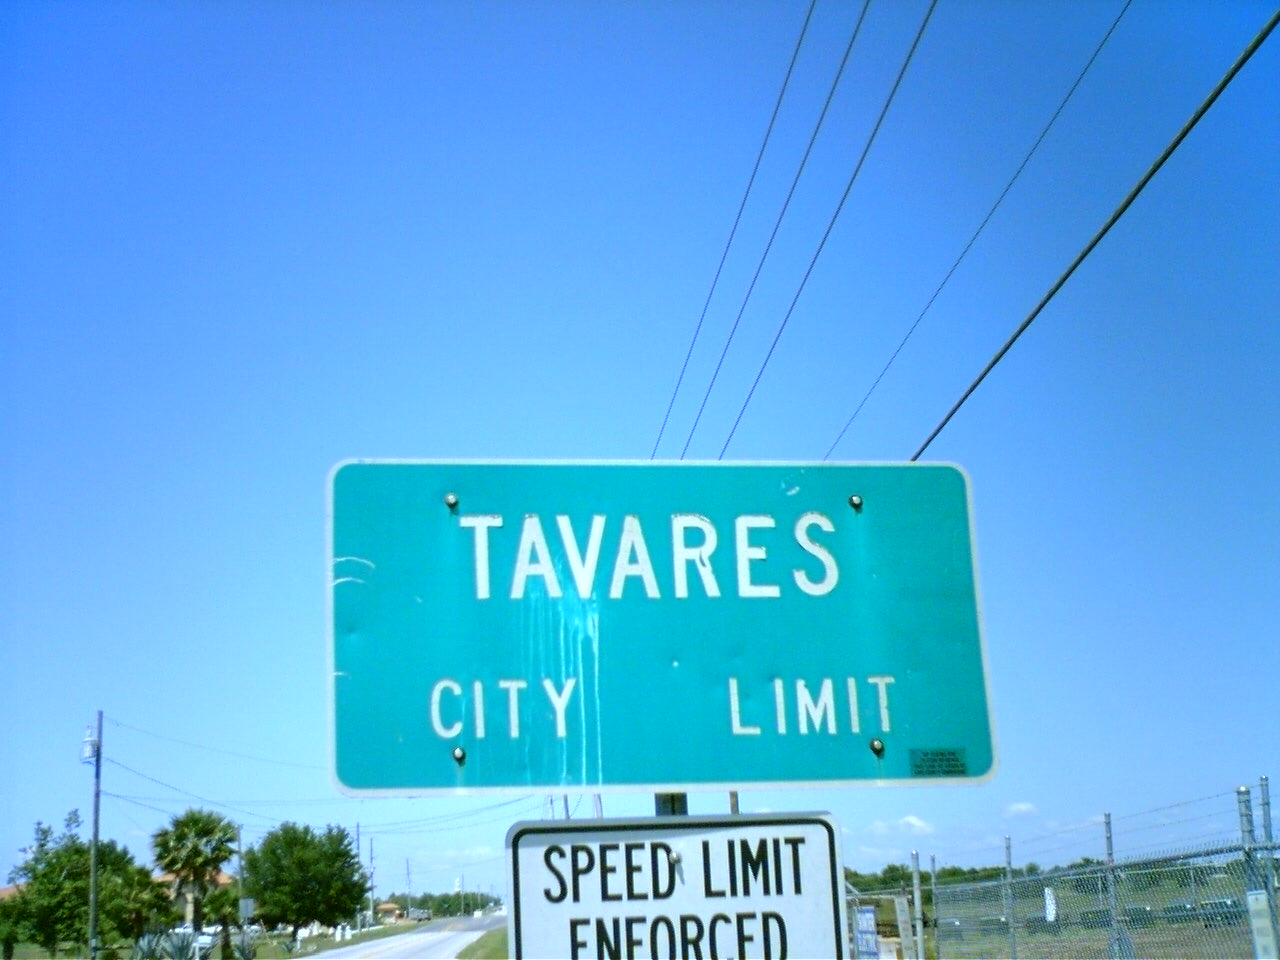 TAVARES
CITY LIMIT
SPEED LIMIT
ENFORCED